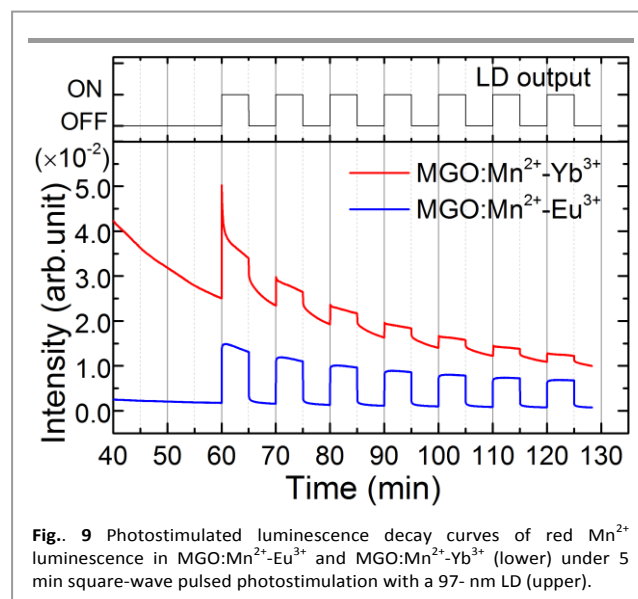 LD output
ON
OFF
(×10⁻²)
MGO:Mn²⁺-Yb³⁺
MGO:Mn²⁺-Eu³⁺
5.0
4.0
3.0
2.0
1.0
0.0
Intensity (arb.unit)
40 50 60 70 80 90 100 110 120 130
Time (min)
Fig.. 9 Photostimulated luminescence decay curves of red Mn²⁺
luminescence in MGO:Mn²⁺-Eu³⁺ and MGO:Mn²⁺-Yb³⁺ (lower) under 5
min square-wave pulsed photostimulation with a 97- nm LD (upper).